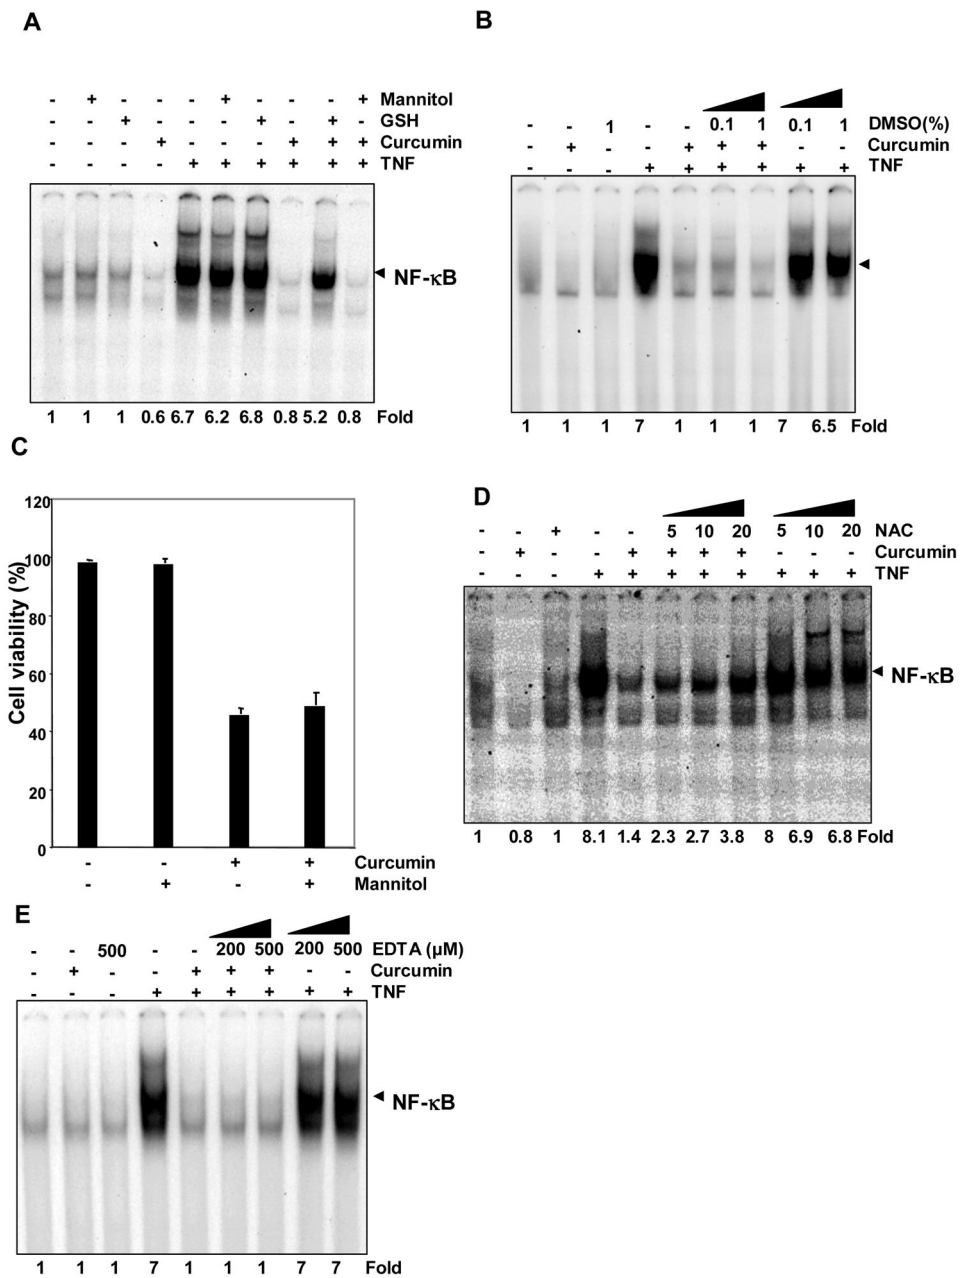 A
- + - - - + - - - + Mannitol
- - + - - - + - + - GSH
- - - + - - - + + + Curcumin
- - - - + + + + + + TNF
NF-κB
1 1 1 0.6 6.7 6.2 6.8 0.8 5.2 0.8 Fold
B
- - 1 - - 0.1 1 0.1 1 DMSO(%)
- + - - + + + - - Curcumin
- - - + + + + + + TNF
1 1 1 7 1 1 1 7 6.5 Fold
C
Cell viability (%)
120
100
80
60
40
20
0
- - + + Curcumin
- + - + Mannitol
D
- - + - - 5 10 20 5 10 20 NAC
- + - - + + + + - - - Curcumin
- - - + + + + + + + + TNF
NF-κB
1 0.8 1 8.1 1.4 2.3 2.7 3.8 8 6.9 6.8 Fold
E
- - 500 - - 200 500 200 500 EDTA (µM)
- + - - + + + - - Curcumin
- - - + + + + + + TNF
NF-κB
1 1 1 7 1 1 1 7 7 Fold